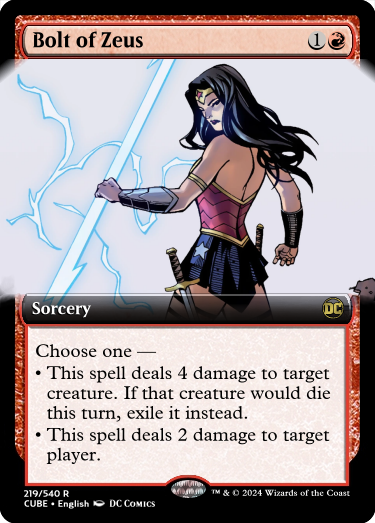 Bolt of Zeus 1
Sorcery DC
Choose one —
• This spell deals 4 damage to target
creature. If that creature would die
this turn, exile it instead.
• This spell deals 2 damage to target
player.
219/540 R ™ & © 2024 Wizards of the Coast
CUBE • English DC COMICS